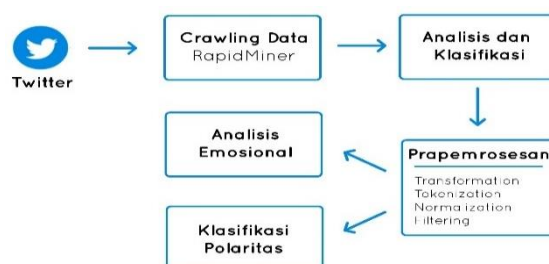 Twitter
Crawling Data
RapidMiner
Analisis dan
Klasifikasi
Prapemrosesan
Transformation
Tokenization
Normalization
Filtering
Analisis
Emosional
Klasifikasi
Polaritas